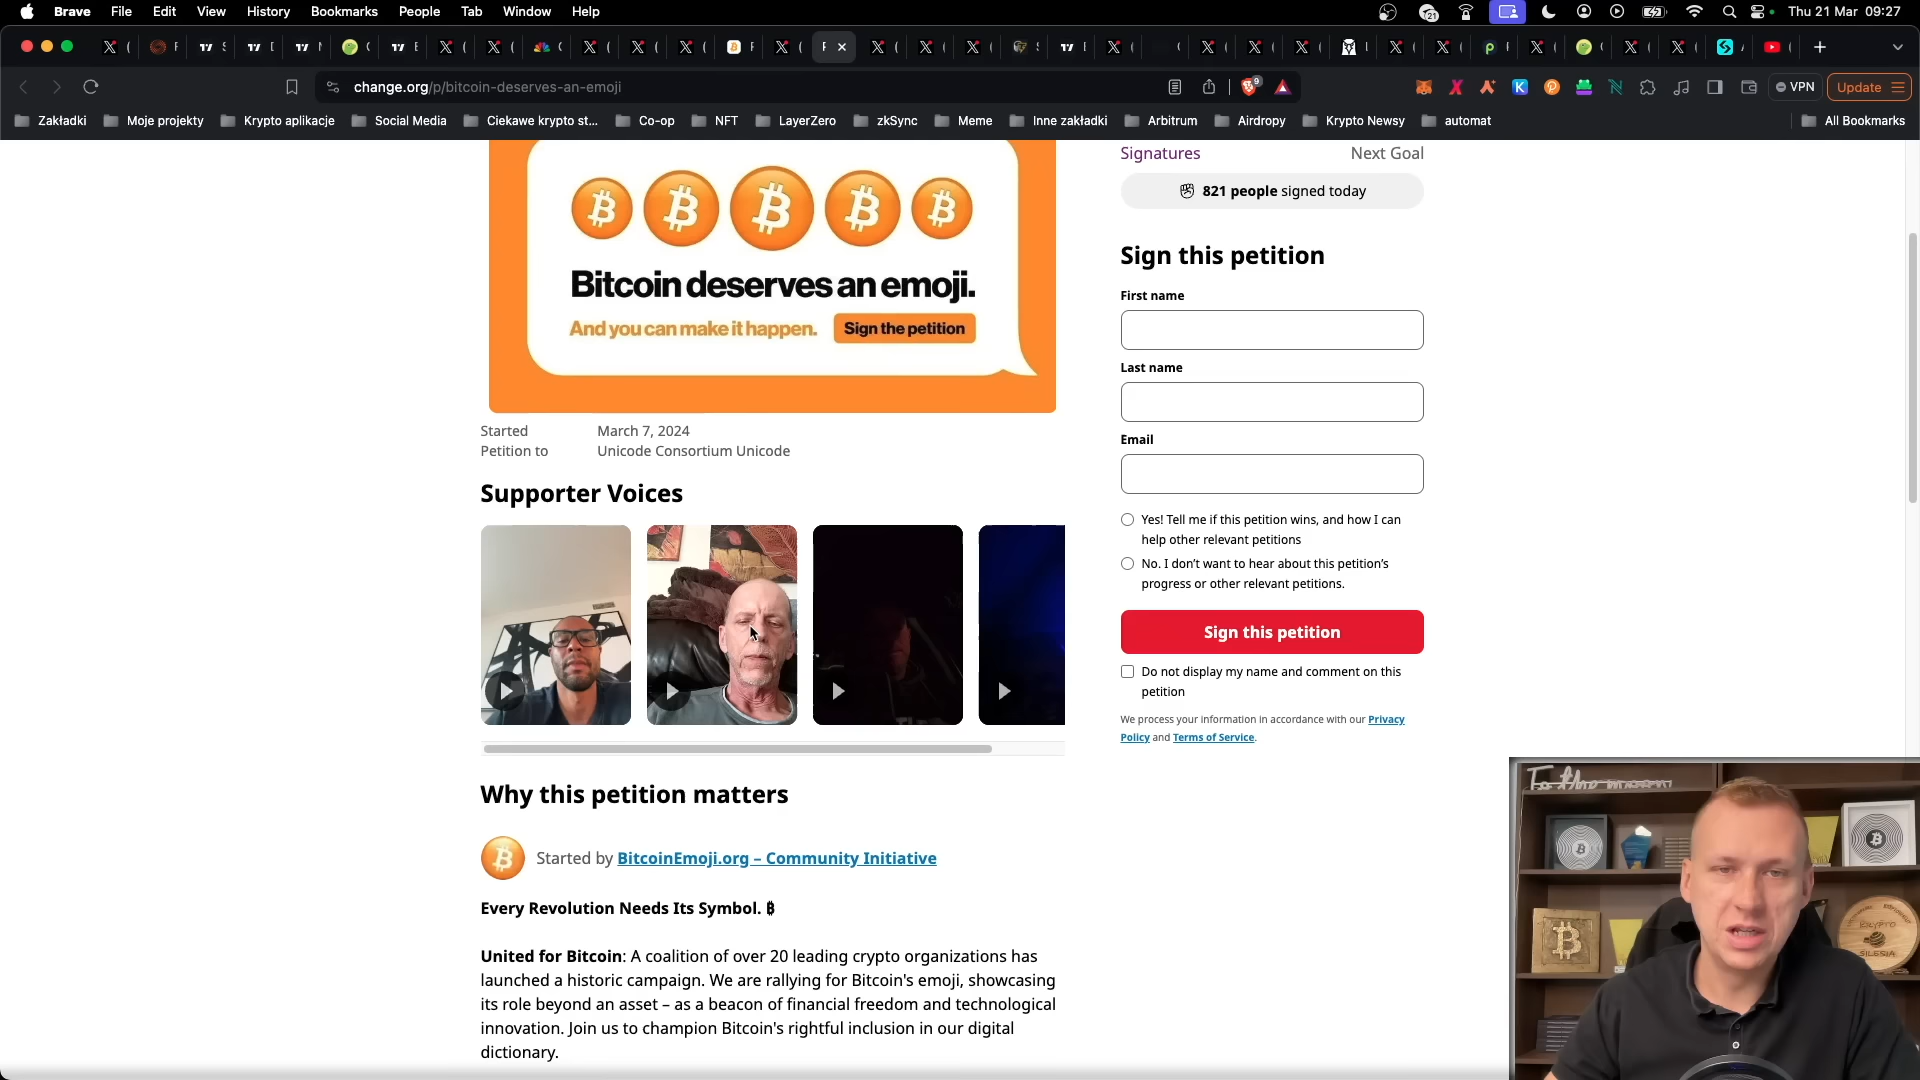 Brave File Edit View History Bookmarks People Tab Window Help
21
Thu 21 Mar 09:27
change.org/p/bitcoin-deserves-an-emoji
9
VPN
Update
Zakładki Moje projekty Krypto aplikacje Social Media Ciekawe krypto st... Co-op NFT LayerZero zkSync Meme Inne zakładki Arbitrum Airdropy Krypto Newsy automat All Bookmarks
Signatures Next Goal
821 people signed today
Bitcoin deserves an emoji.
And you can make it happen. Sign the petition
Started March 7, 2024
Petition to Unicode Consortium Unicode
Sign this petition
First name
Last name
Email
Yes! Tell me if this petition wins, and how I can
help other relevant petitions
No. I don't want to hear about this petition's
progress or other relevant petitions.
Sign this petition
Do not display my name and comment on this
petition
We process your information in accordance with our Privacy
Policy and Terms of Service.
Supporter Voices
Why this petition matters
Started by BitcoinEmoji.org – Community Initiative
Every Revolution Needs Its Symbol. ₿
United for Bitcoin: A coalition of over 20 leading crypto organizations has
launched a historic campaign. We are rallying for Bitcoin's emoji, showcasing
its role beyond an asset – as a beacon of financial freedom and technological
innovation. Join us to champion Bitcoin's rightful inclusion in our digital
dictionary.
To the moon
KRYPTO
SILESIA